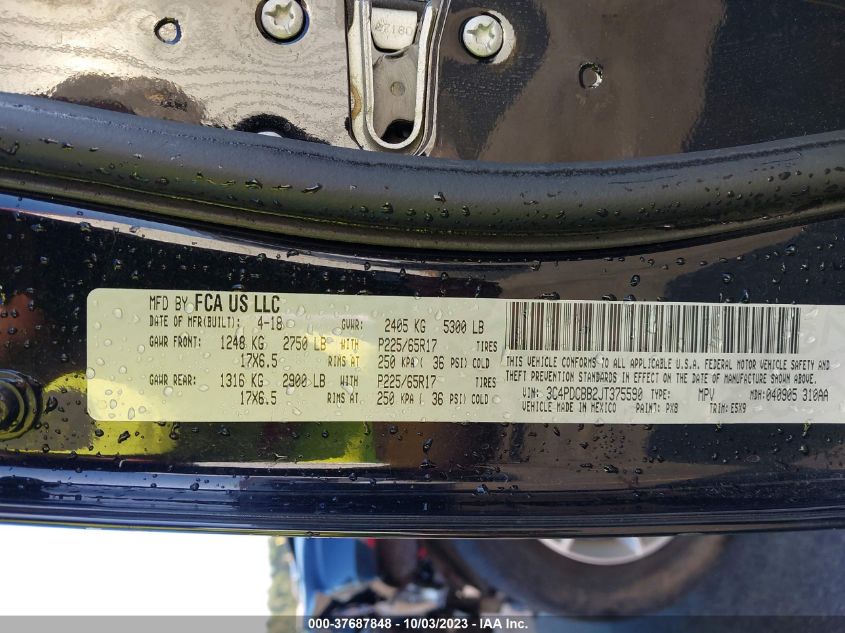 27180
MFD BY FCA US LLC
DATE OF MFR(BUILT): 4-18 GVWR: 2405 KG 5300 LB
GAWR FRONT: 1248 KG 2750 LB WITH P225/65R17 TIRES
17X6.5 RIMS AT 250 KPA ( 36 PSI) COLD
GAWR REAR: 1316 KG 2900 LB WITH P225/65R17 TIRES
17X6.5 RIMS AT 250 KPA ( 36 PSI) COLD
THIS VEHICLE CONFORMS TO ALL APPLICABLE U.S.A. FEDERAL MOTOR VEHICLE SAFETY AND
THEFT PREVENTION STANDARDS IN EFFECT ON THE DATE OF MANUFACTURE SHOWN ABOVE.
VIN: 3C4PDCBB2JT375590 TYPE: MPV MDH: 040905 310AA
VEHICLE MADE IN MEXICO PAINT: PX8 TRIM: E5X9
000-37687848 - 10/03/2023 - IAA Inc.